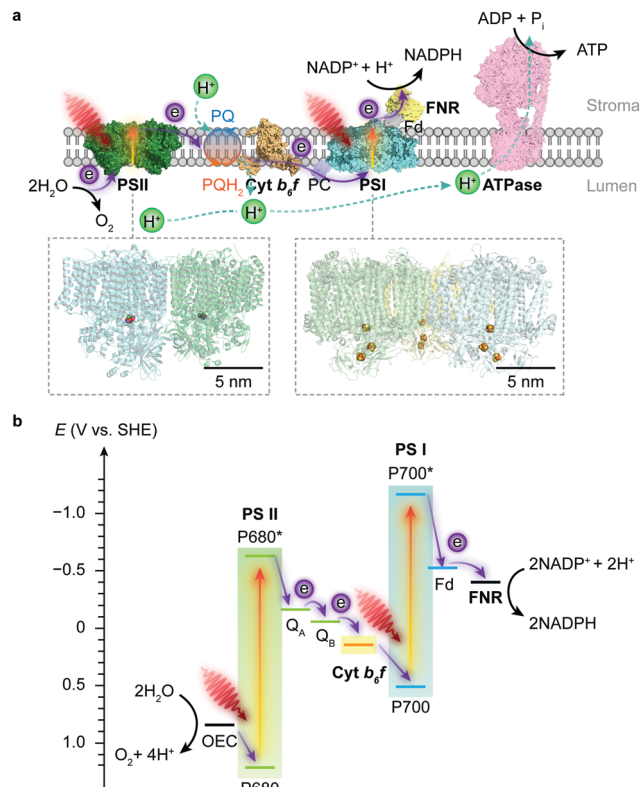 a
ADP + Pi
ATP
NADPH
NADP+ + H+
H+
e
FNR
Stroma
PQ
Fd
e
e
e
PQH2
Cyt b6f
PC
PSI
PSII
2H2O
H+
ATPase
Lumen
O2
H+
H+
5 nm
5 nm
b
E (V vs. SHE)
PS I
P700*
−1.0
PS II
P680*
e
−0.5
2NADP+ + 2H+
Fd
FNR
e
e
QA
QB
0
2NADPH
Cyt b6f
0.5
P700
2H2O
OEC
1.0
O2 + 4H+
P680